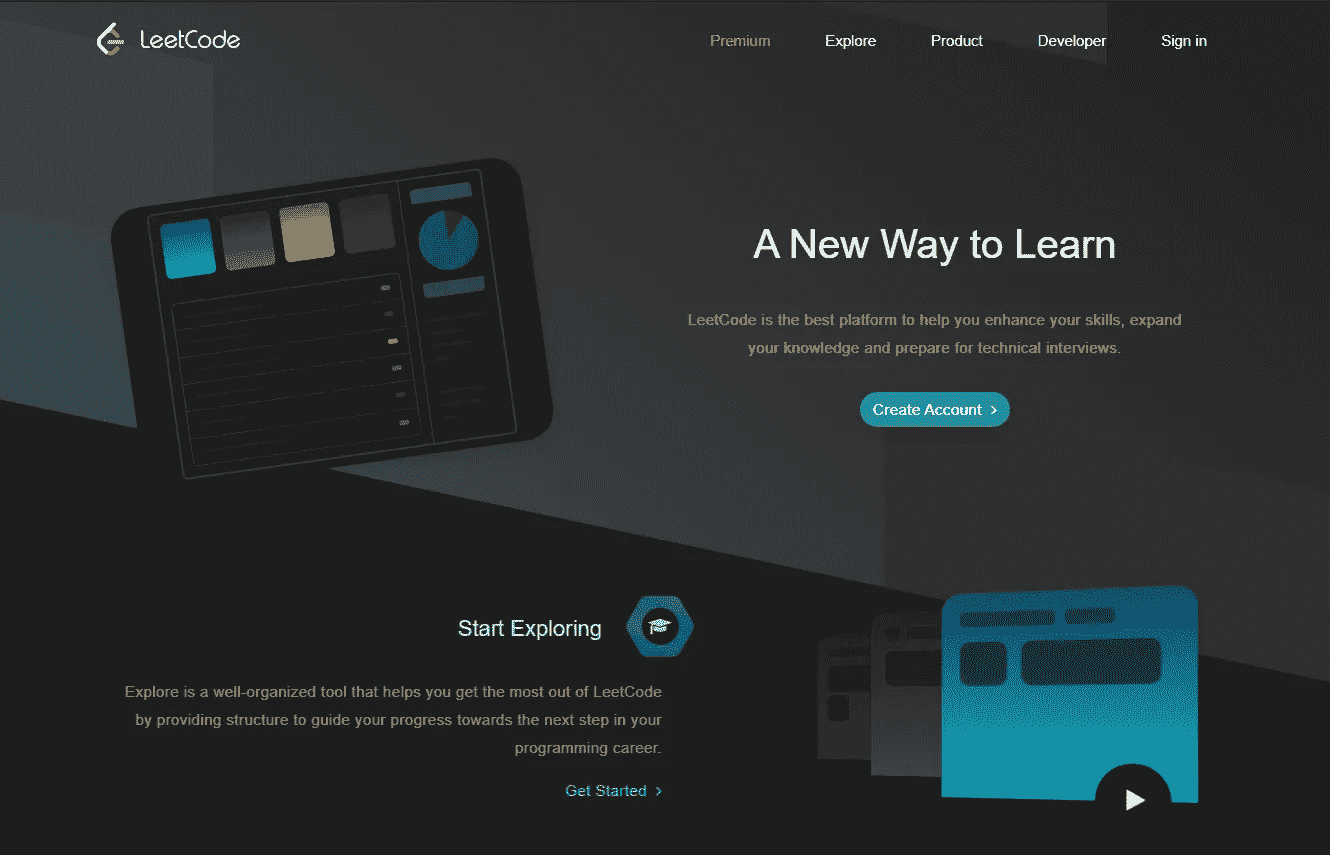 LeetCode
Premium
Explore
Product
Developer
Sign in
A New Way to Learn
LeetCode is the best platform to help you enhance your skills, expand
your knowledge and prepare for technical interviews.
Create Account
Start Exploring
Explore is a well-organized tool that helps you get the most out of LeetCode
by providing structure to guide your progress towards the next step in your
programming career.
Get Started